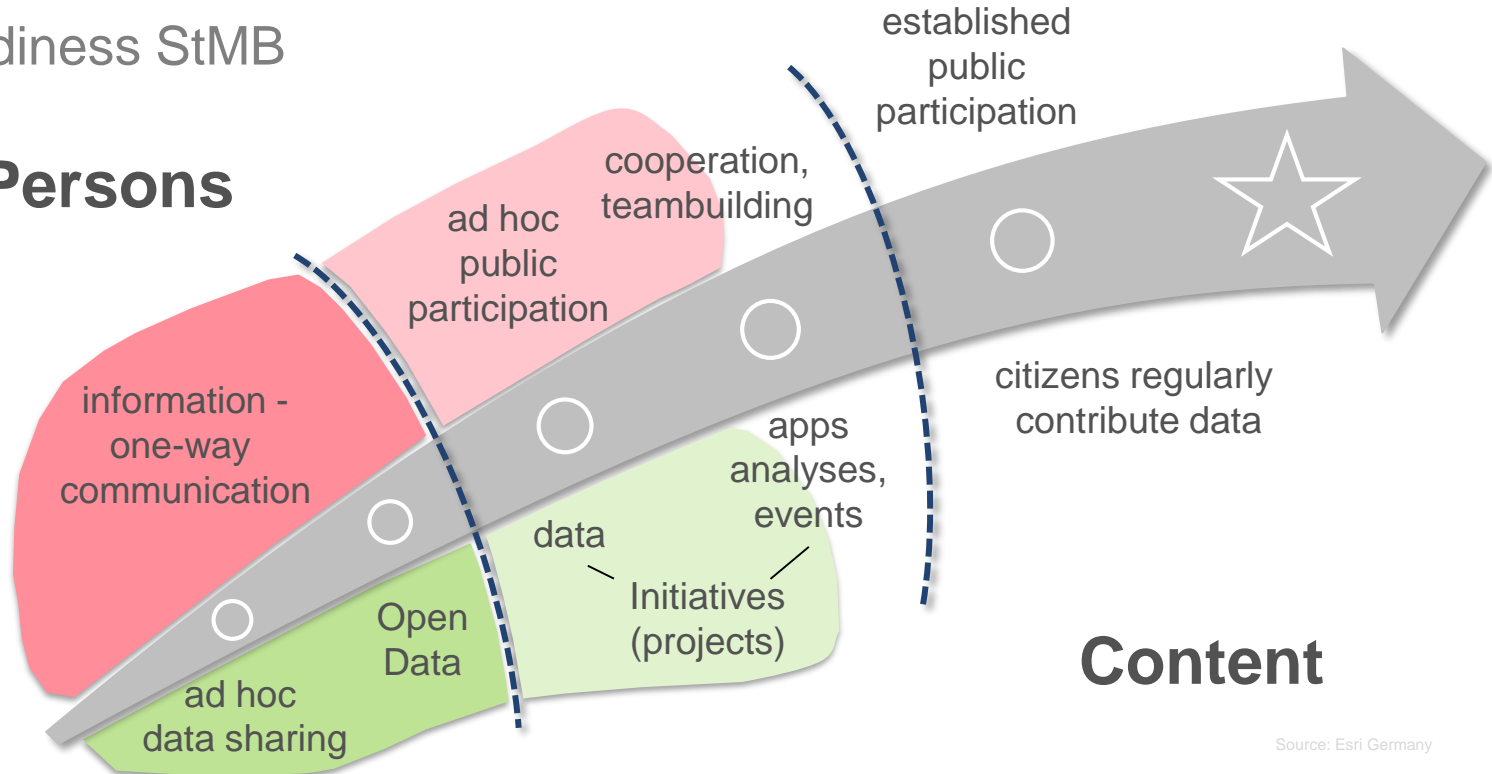 diness StMB
Persons
established
public
participation
cooperation,
teambuilding
ad hoc
public
participation
information -
one-way
communication
citizens regularly
contribute data
apps
analyses,
events
data
Initiatives
(projects)
Open
Data
ad hoc
data sharing
Content
Source: Esri Germany